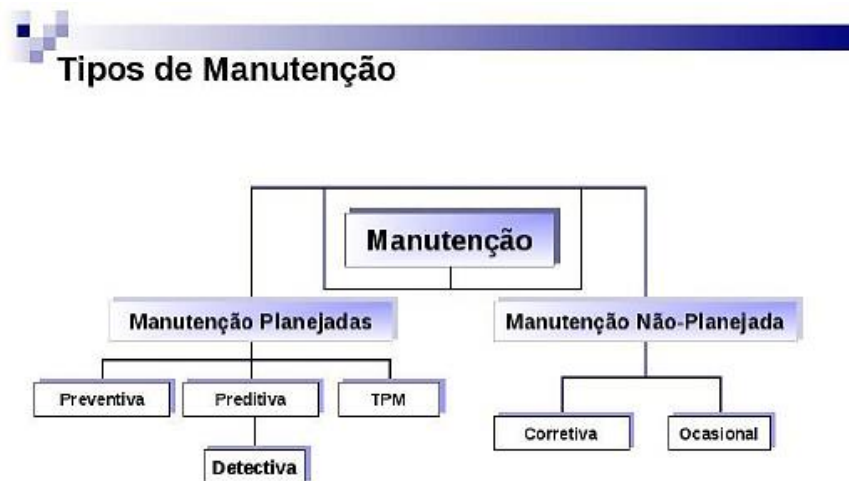 Tipos de Manutenção
Manutenção
Manutenção Planejadas
Manutenção Não-Planejada
Preventiva
Preditiva
TPM
Corretiva
Ocasional
Detectiva